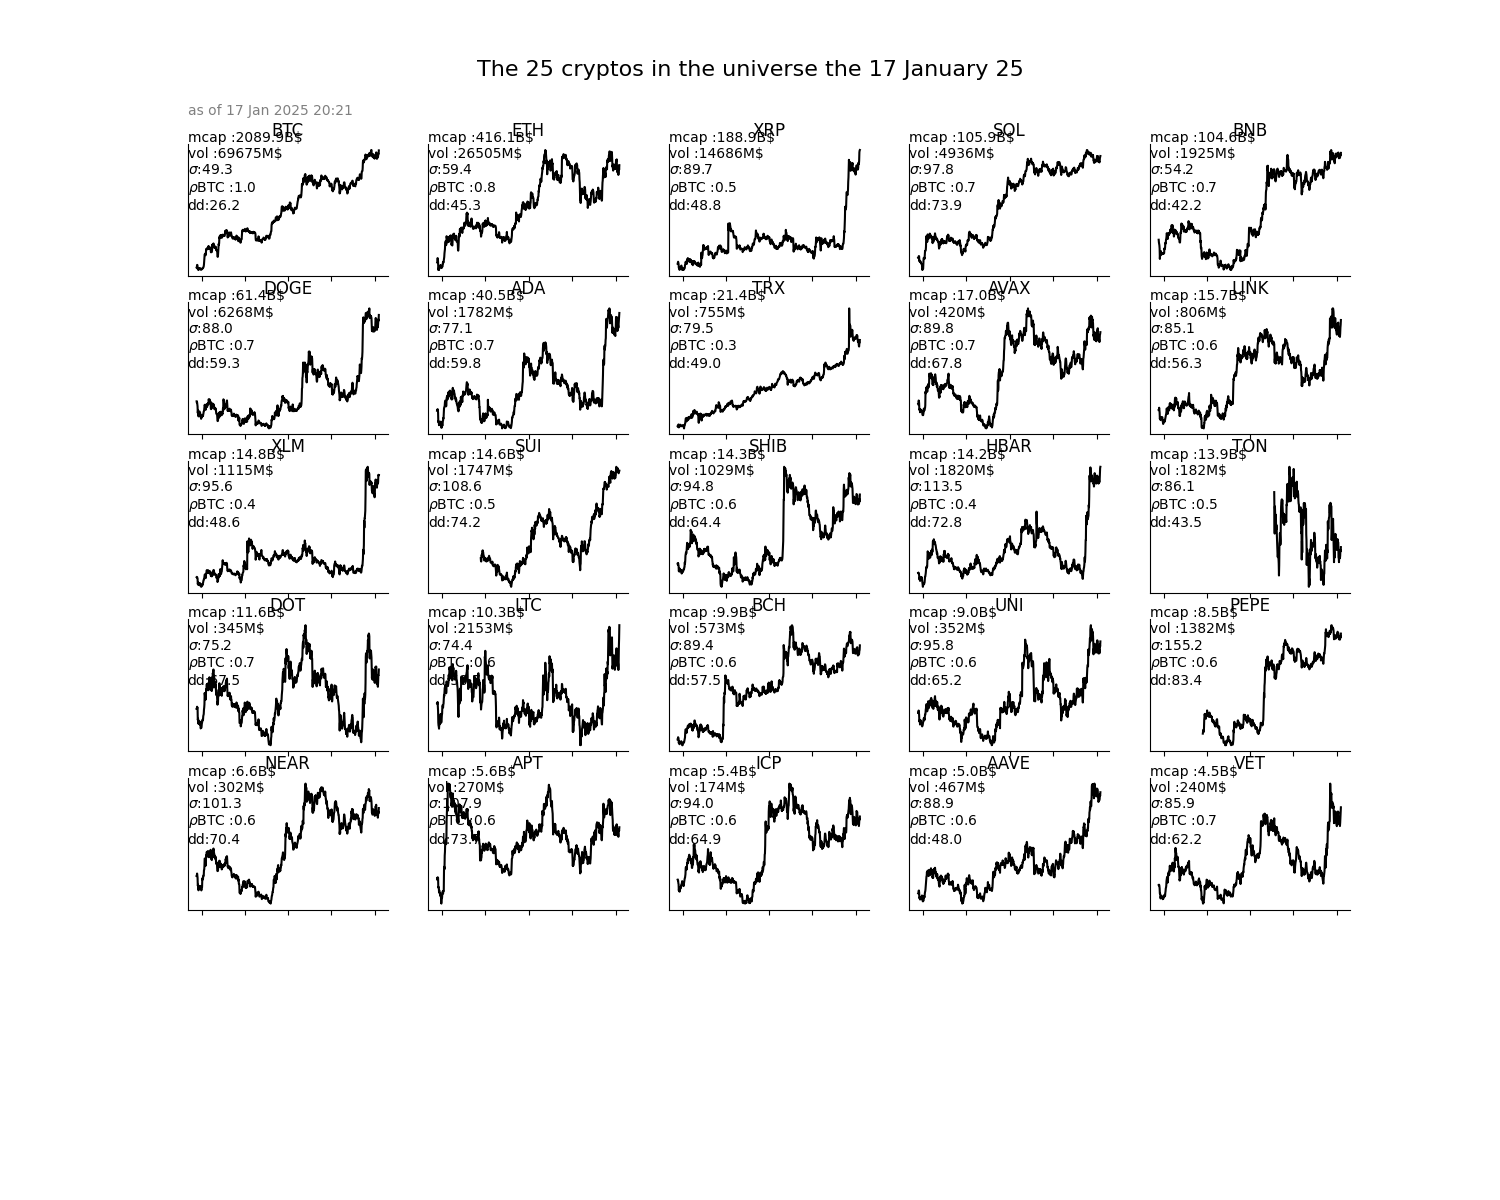 The 25 cryptos in the universe the 17 January 25
as of 17 Jan 2025 20:21
BTC
mcap :2089.9B$
vol :69675M$
σ:49.3
ρBTC :1.0
dd:26.2
ETH
mcap :416.1B$
vol :26505M$
σ:59.4
ρBTC :0.8
dd:45.3
XRP
mcap :188.9B$
vol :14686M$
σ:89.7
ρBTC :0.5
dd:48.8
SOL
mcap :105.9B$
vol :4936M$
σ:97.8
ρBTC :0.7
dd:73.9
BNB
mcap :104.6B$
vol :1925M$
σ:54.2
ρBTC :0.7
dd:42.2
DOGE
mcap :61.4B$
vol :6268M$
σ:88.0
ρBTC :0.7
dd:59.3
ADA
mcap :40.5B$
vol :1782M$
σ:77.1
ρBTC :0.7
dd:59.8
TRX
mcap :21.4B$
vol :755M$
σ:79.5
ρBTC :0.3
dd:49.0
AVAX
mcap :17.0B$
vol :420M$
σ:89.8
ρBTC :0.7
dd:67.8
LINK
mcap :15.7B$
vol :806M$
σ:85.1
ρBTC :0.6
dd:56.3
XLM
mcap :14.8B$
vol :1115M$
σ:95.6
ρBTC :0.4
dd:48.6
SUI
mcap :14.6B$
vol :1747M$
σ:108.6
ρBTC :0.5
dd:74.2
SHIB
mcap :14.3B$
vol :1029M$
σ:94.8
ρBTC :0.6
dd:64.4
HBAR
mcap :14.2B$
vol :1820M$
σ:113.5
ρBTC :0.4
dd:72.8
TON
mcap :13.9B$
vol :182M$
σ:86.1
ρBTC :0.5
dd:43.5
DOT
mcap :11.6B$
vol :345M$
σ:75.2
ρBTC :0.7
LTC
mcap :10.3B$
vol :2153M$
σ:74.4
ρBTC :0.6
BCH
mcap :9.9B$
vol :573M$
σ:89.4
ρBTC :0.6
dd:57.5
UNI
mcap :9.0B$
vol :352M$
σ:95.8
ρBTC :0.6
dd:65.2
PEPE
mcap :8.5B$
vol :1382M$
σ:155.2
ρBTC :0.6
dd:83.4
NEAR
mcap :6.6B$
vol :302M$
σ:101.3
ρBTC :0.6
dd:70.4
APT
mcap :5.6B$
vol :270M$
σ:107.9
ρBTC :0.6
ICP
mcap :5.4B$
vol :174M$
σ:94.0
ρBTC :0.6
dd:64.9
AAVE
mcap :5.0B$
vol :467M$
σ:88.9
ρBTC :0.6
dd:48.0
VET
mcap :4.5B$
vol :240M$
σ:85.9
ρBTC :0.7
dd:62.2